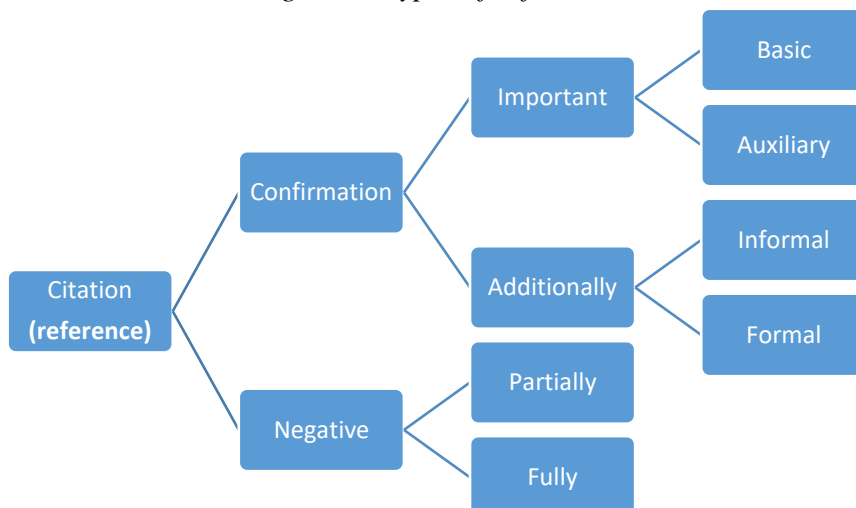 Basic
Important
Auxiliary
Confirmation
Informal
Additionally
Citation
(reference)
Formal
Partially
Negative
Fully